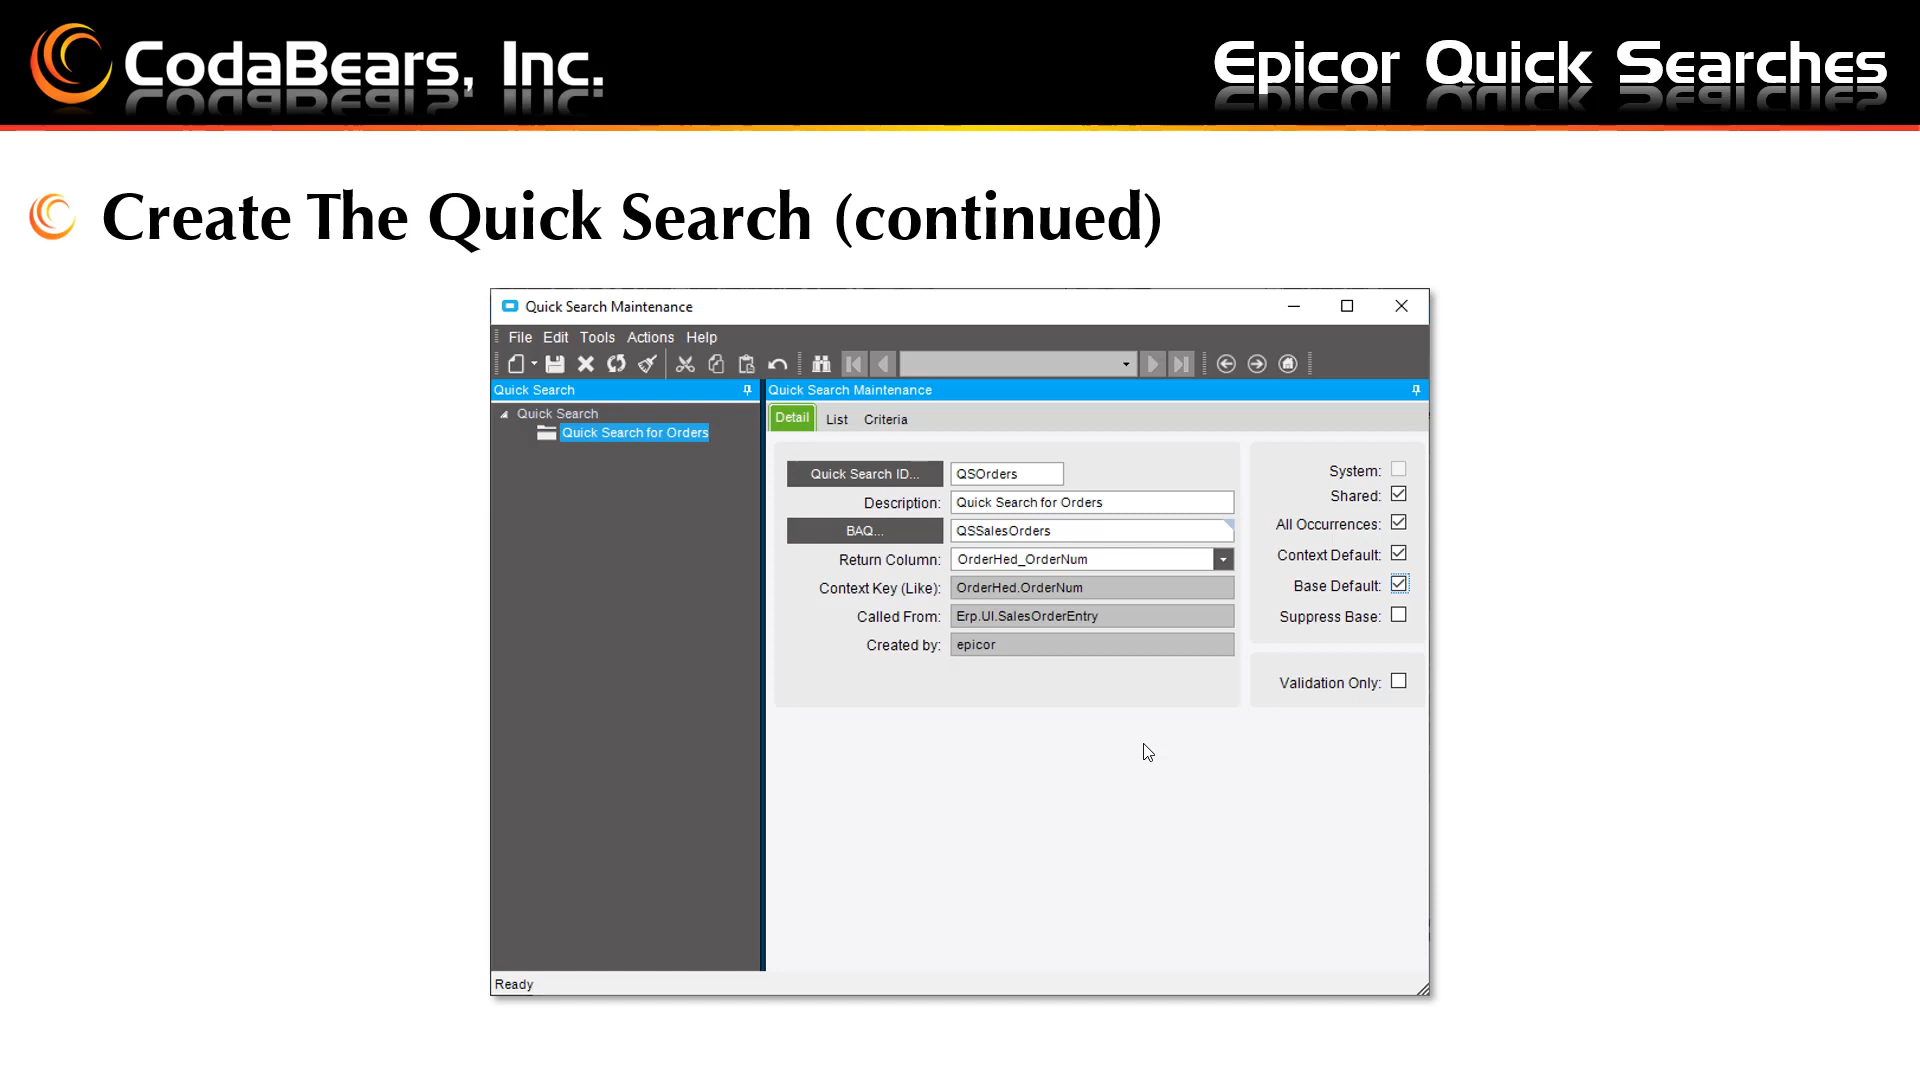 CodaBears, Inc.
Epicor Quick Searches
Create The Quick Search (continued)
Quick Search Maintenance
File Edit Tools Actions Help
Quick Search
Quick Search Maintenance
Quick Search
Quick Search for Orders
Detail List Criteria
Quick Search ID... QSOrders
Description: Quick Search for Orders
BAQ... QSSalesOrders
Return Column: OrderHed_OrderNum
Context Key (Like): OrderHed.OrderNum
Called From: Erp.UI.SalesOrderEntry
Created by: epicor
System:
Shared:
All Occurrences:
Context Default:
Base Default:
Suppress Base:
Validation Only:
Ready